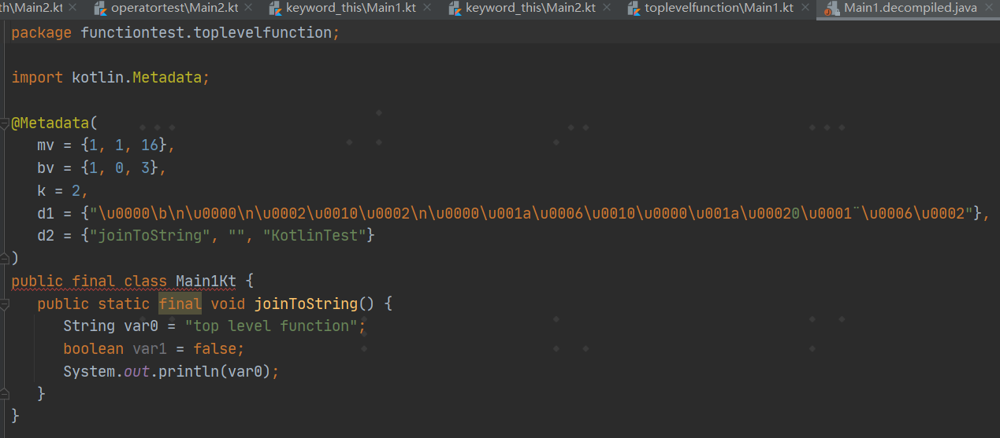 th\Main2.kt operatortest\Main2.kt keyword_this\Main1.kt keyword_this\Main2.kt toplevelfunction\Main1.kt Main1.decompiled.java
package functiontest.toplevelfunction;
import kotlin.Metadata;
@Metadata(
mv = {1, 1, 16},
bv = {1, 0, 3},
k = 2,
d1 = {"\u0000\b\n\u0000\n\u0002\u0010\u0002\n\u0000\u001a\u0006\u0010\u0000\u001a\u00020\u0001¨\u0006\u0002"},
d2 = {"joinToString", "", "KotlinTest"}
)
public final class Main1Kt {
public static final void joinToString() {
String var0 = "top level function";
boolean var1 = false;
System.out.println(var0);
}
}